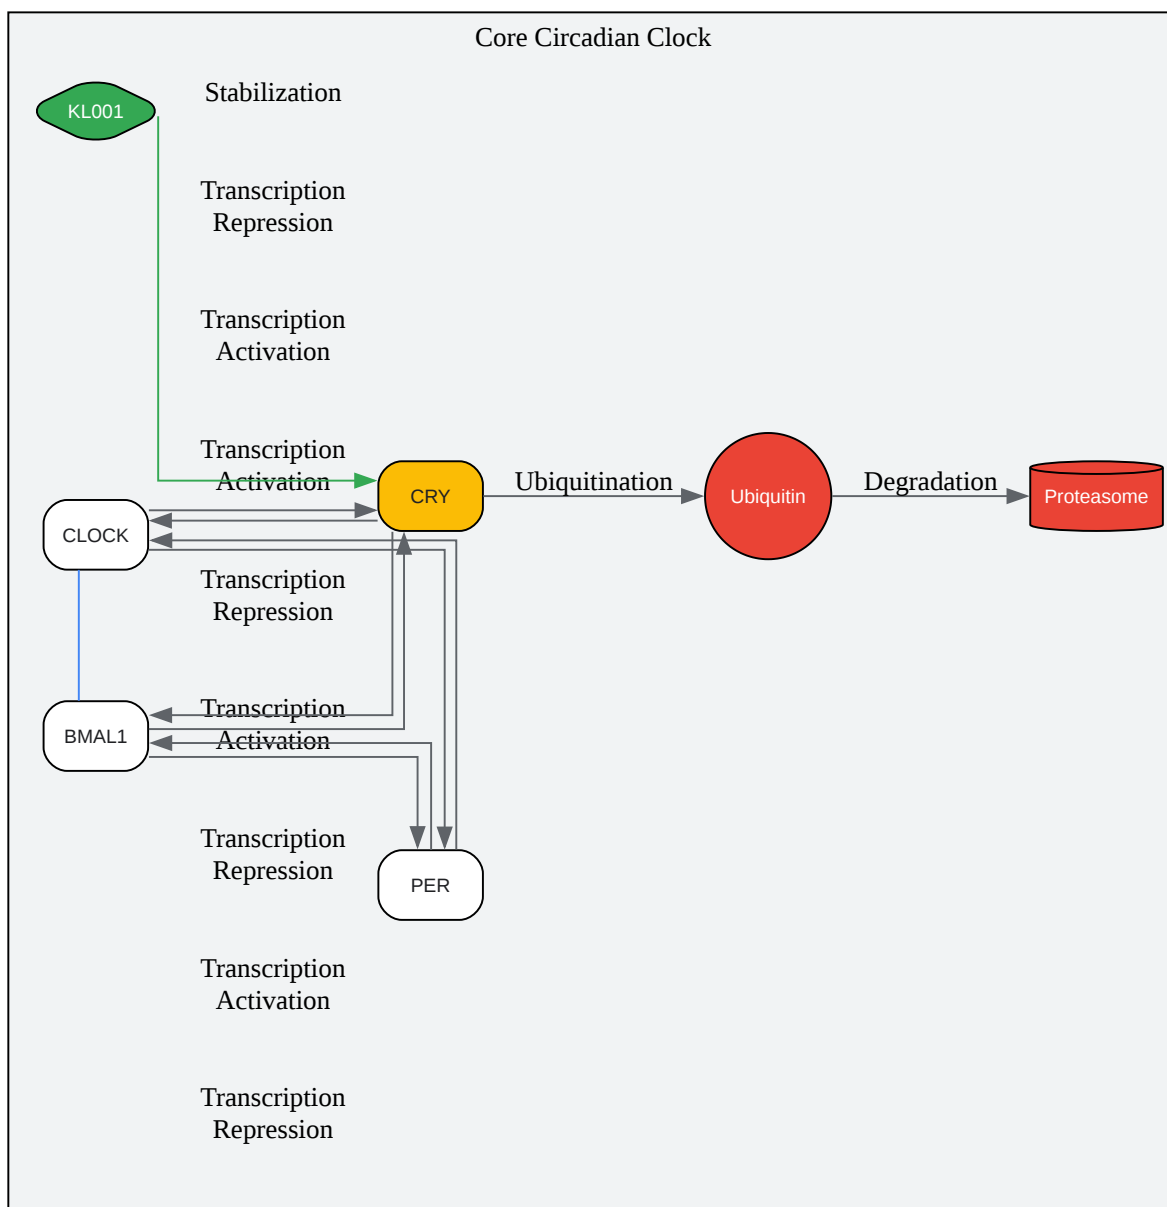 Core Circadian Clock
KL001
Stabilization
Transcription
Repression
Transcription
Activation
Transcription
Activation
CRY
Ubiquitination
Ubiquitin
Degradation
Proteasome
CLOCK
Transcription
Repression
Transcription
Activation
BMAL1
Transcription
Repression
PER
Transcription
Activation
Transcription
Repression